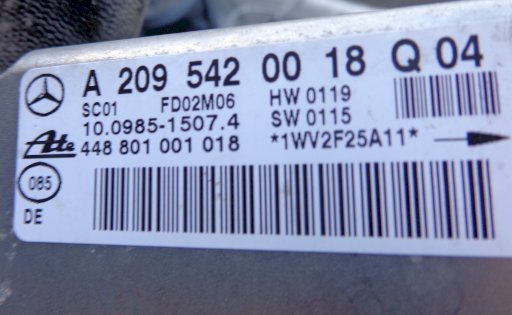 A 209 542 00 18 Q 04
SC01 FD02M06 HW 0119
10.0985-1507.4 SW 0115
Ate 448 801 001 018 *1WV2F25A11*
085
DE